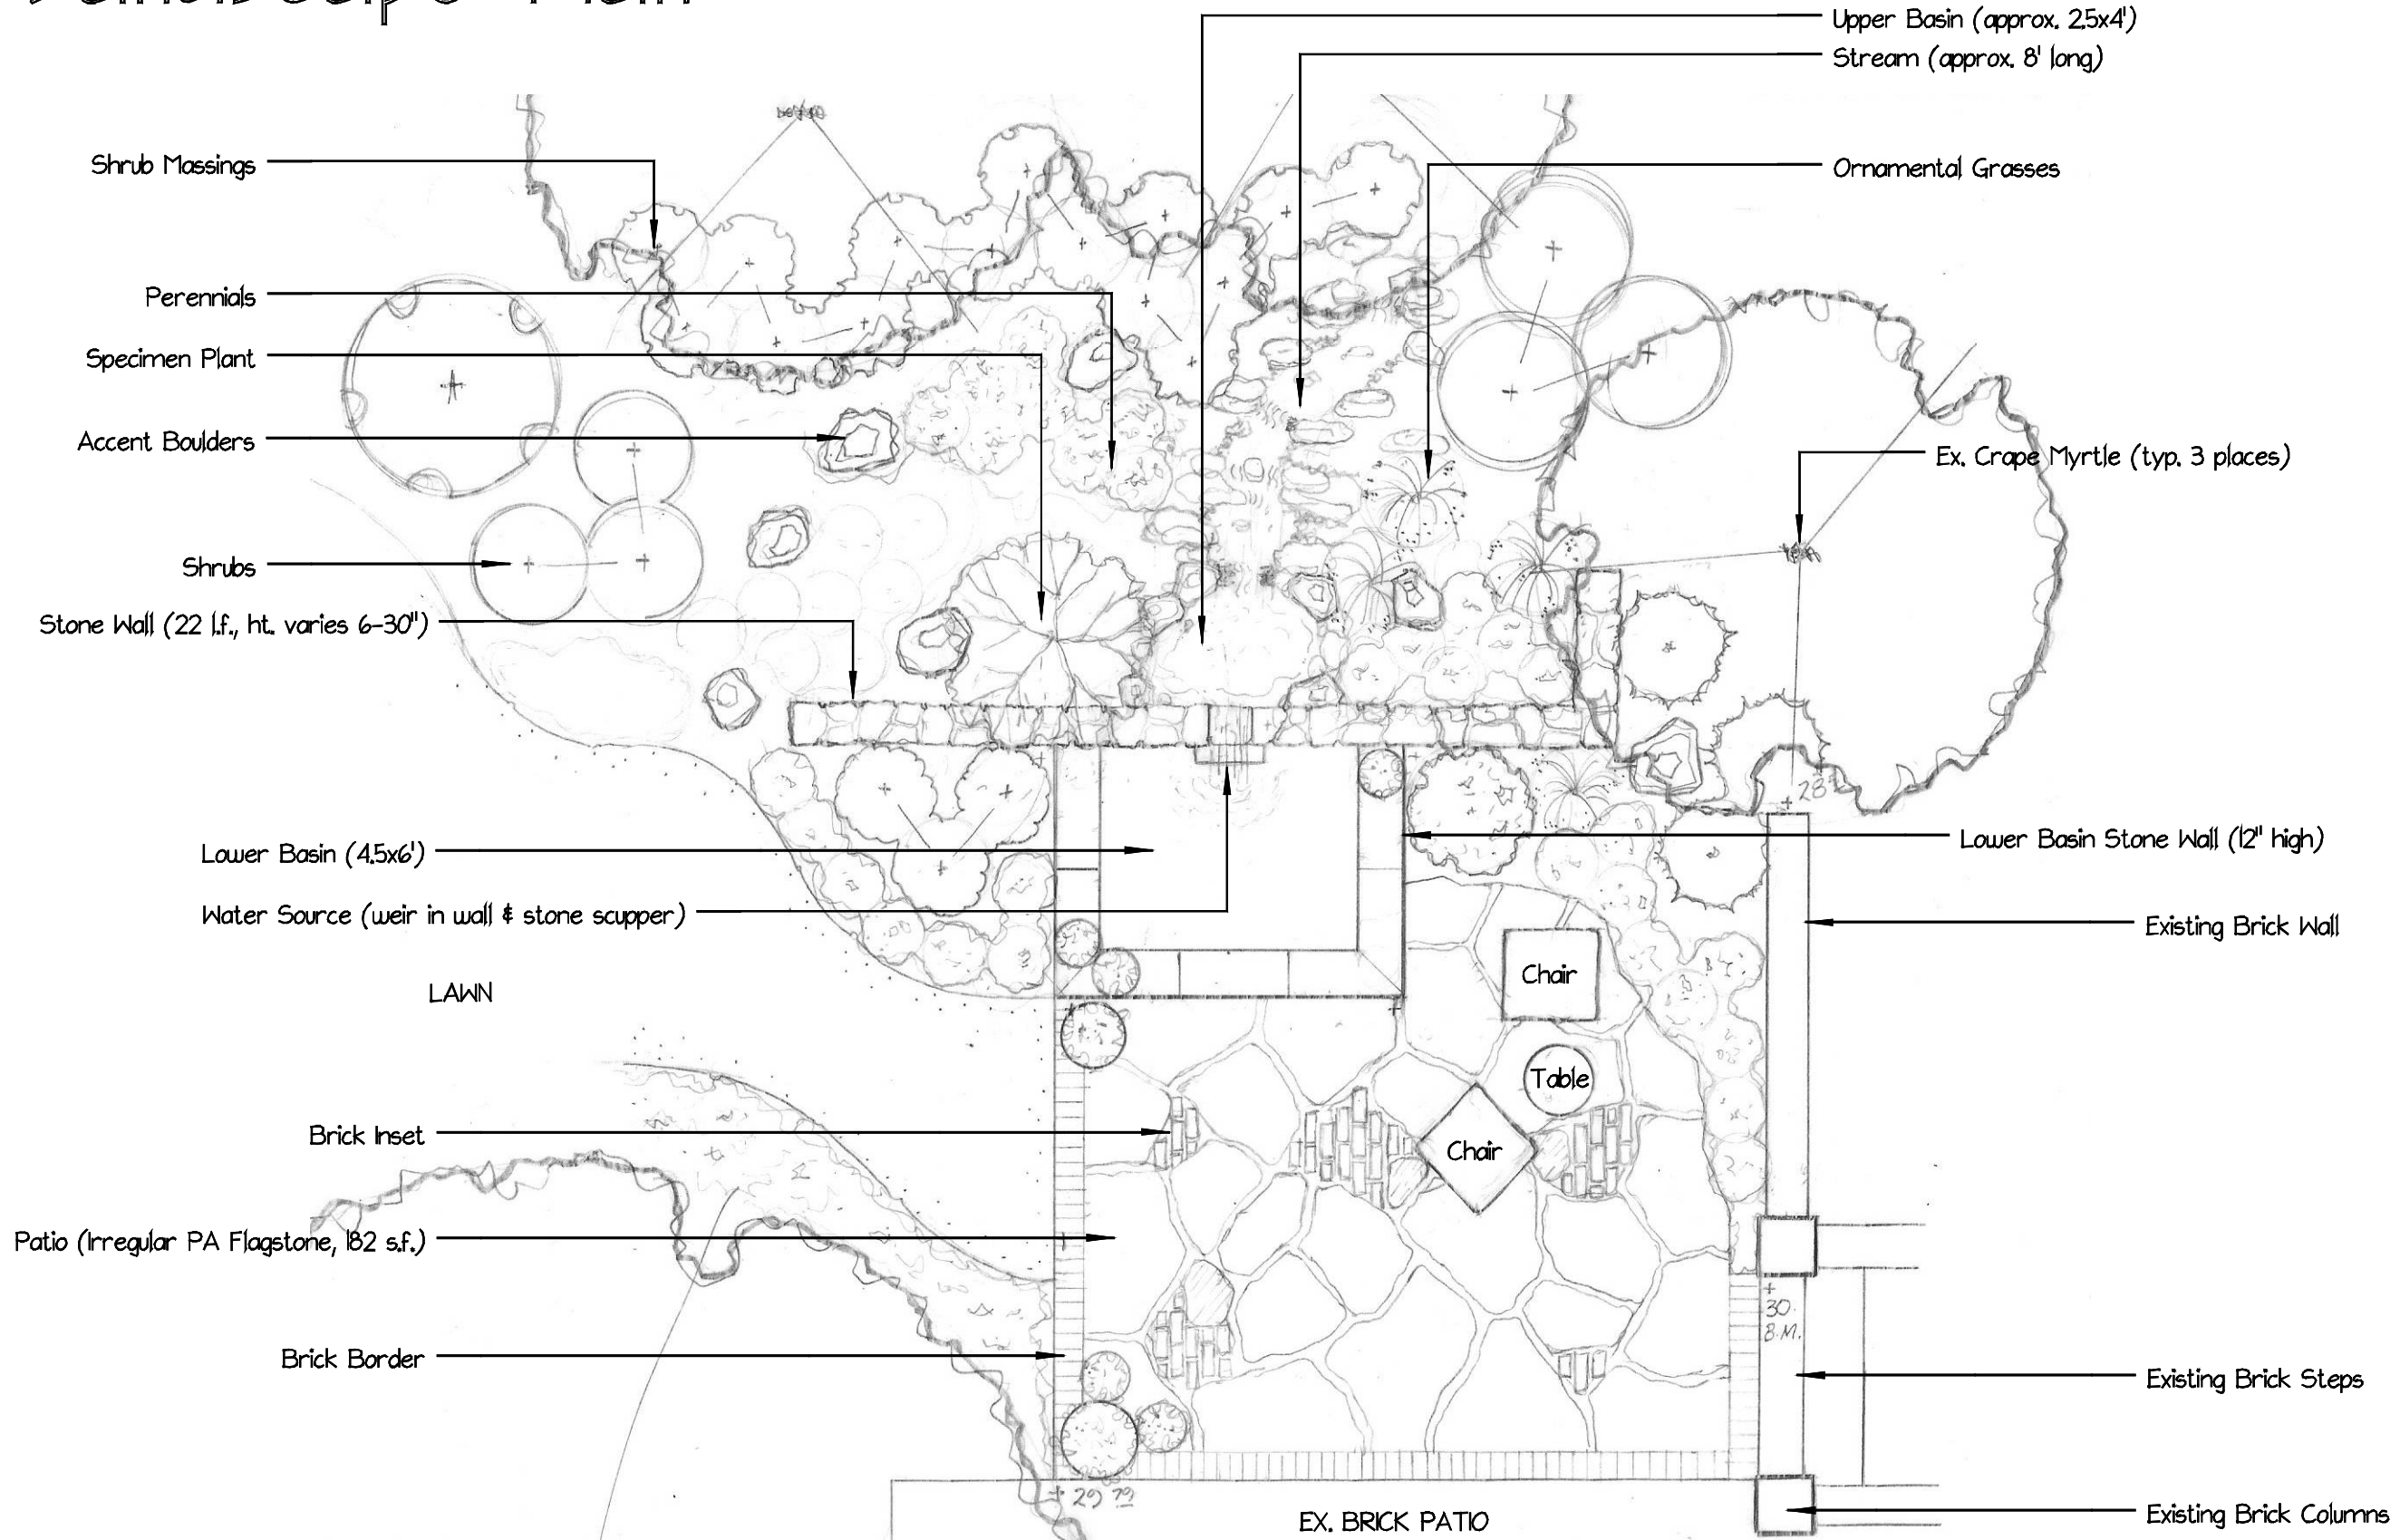 Landscape Plan
Upper Basin (approx. 2.5x4')
Stream (approx. 8' long)
Shrub Massings
Ornamental Grasses
Perennials
Specimen Plant
Accent Boulders
Ex. Crape Myrtle (typ. 3 places)
Shrubs
Stone Wall (22 l.f., ht. varies 6-30")
Lower Basin (4.5x6')
Lower Basin Stone Wall (12" high)
Water Source (weir in wall & stone scupper)
Existing Brick Wall
Chair
LAWN
Table
Brick Inset
Chair
Patio (Irregular PA Flagstone, 182 s.f.)
30.
B.M.
Brick Border
Existing Brick Steps
29 79
EX. BRICK PATIO
Existing Brick Columns